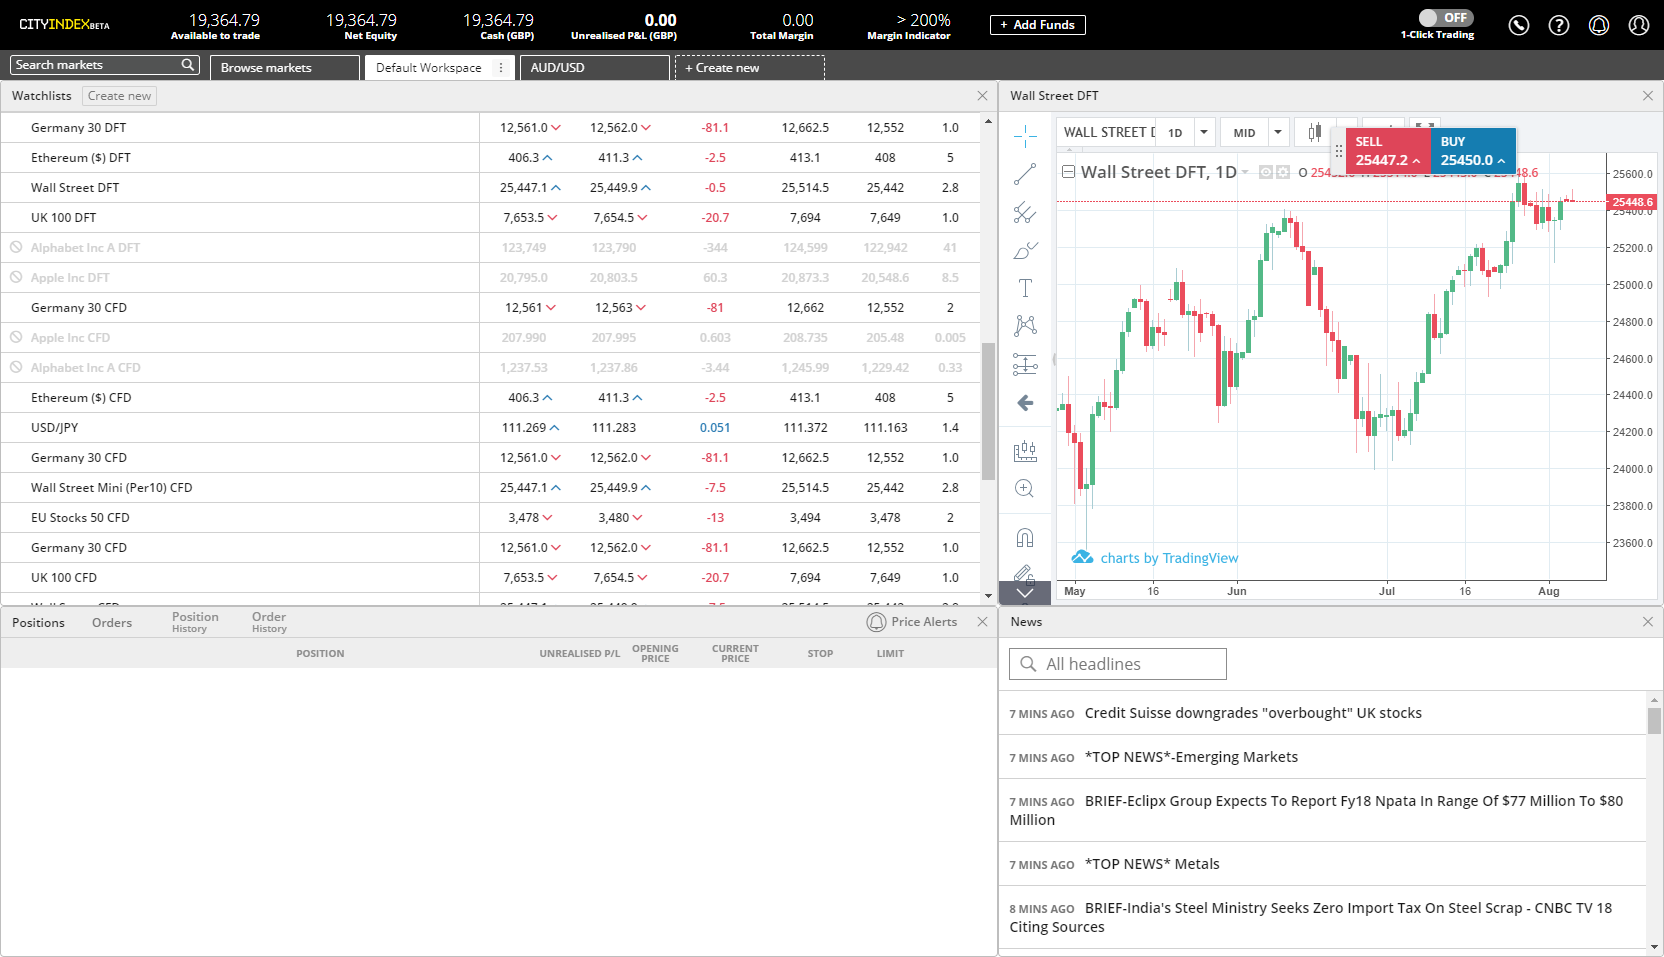 CITYINDEXBETA
19,364.79 19,364.79 19,364.79 0.00 0.00 > 200%
Available to trade Net Equity Cash (GBP) Unrealised P&L (GBP) Total Margin Margin Indicator
+ Add Funds
OFF
1-Click Trading
Search markets Browse markets Default Workspace AUD/USD + Create new
Watchlists Create new
Germany 30 DFT 12,561.0 12,562.0 -81.1 12,662.5 12,552 1.0
Ethereum ($) DFT 406.3 411.3 -2.5 413.1 408 5
Wall Street DFT 25,447.1 25,449.9 -0.5 25,514.5 25,442 2.8
UK 100 DFT 7,653.5 7,654.5 -20.7 7,694 7,649 1.0
Alphabet Inc A DFT 123,749 123,790 -344 124,599 122,942 41
Apple Inc DFT 20,795.0 20,803.5 60.3 20,873.3 20,548.6 8.5
Germany 30 CFD 12,561 12,563 -81 12,662 12,552 2
Apple Inc CFD 207.990 207.995 0.603 208.735 205.48 0.005
Alphabet Inc A CFD 1,237.53 1,237.86 -3.44 1,245.99 1,229.42 0.33
Ethereum ($) CFD 406.3 411.3 -2.5 413.1 408 5
USD/JPY 111.269 111.283 0.051 111.372 111.163 1.4
Germany 30 CFD 12,561.0 12,562.0 -81.1 12,662.5 12,552 1.0
Wall Street Mini (Per10) CFD 25,447.1 25,449.9 -7.5 25,514.5 25,442 2.8
EU Stocks 50 CFD 3,478 3,480 -13 3,494 3,478 2
Germany 30 CFD 12,561.0 12,562.0 -81.1 12,662.5 12,552 1.0
UK 100 CFD 7,653.5 7,654.5 -20.7 7,694 7,649 1.0
Wall Street DFT
WALL STREET 1D MID
SELL BUY
25447.2 25450.0
Wall Street DFT, 1D O
25600.0
25448.6
25400.0
25200.0
25000.0
24800.0
24600.0
24400.0
24200.0
24000.0
23800.0
23600.0
charts by TradingView
May 16 Jun Jul 16 Aug
Positions Orders Position History Order History Price Alerts
POSITION UNREALISED P/L OPENING PRICE CURRENT PRICE STOP LIMIT
News
All headlines
7 MINS AGO Credit Suisse downgrades "overbought" UK stocks
7 MINS AGO *TOP NEWS*-Emerging Markets
7 MINS AGO BRIEF-Eclipx Group Expects To Report Fy18 Npata In Range Of $77 Million To $80
Million
7 MINS AGO *TOP NEWS* Metals
8 MINS AGO BRIEF-India's Steel Ministry Seeks Zero Import Tax On Steel Scrap - CNBC TV 18
Citing Sources